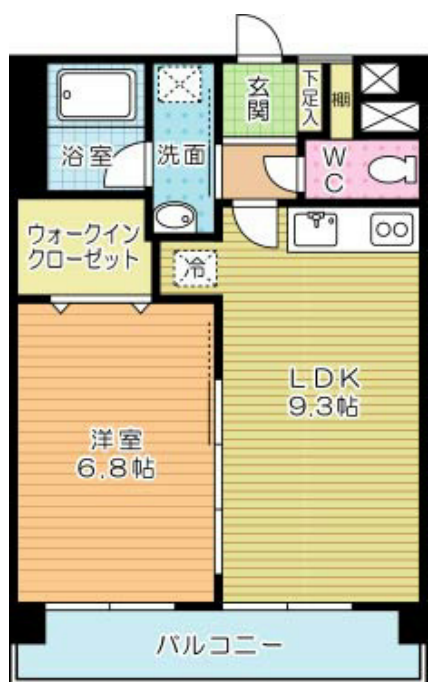 玄関
下足入
棚
浴室
洗面
WC
ウォークイン
クローゼット
冷
LDK
9.3帖
洋室
6.8帖
バルコニー